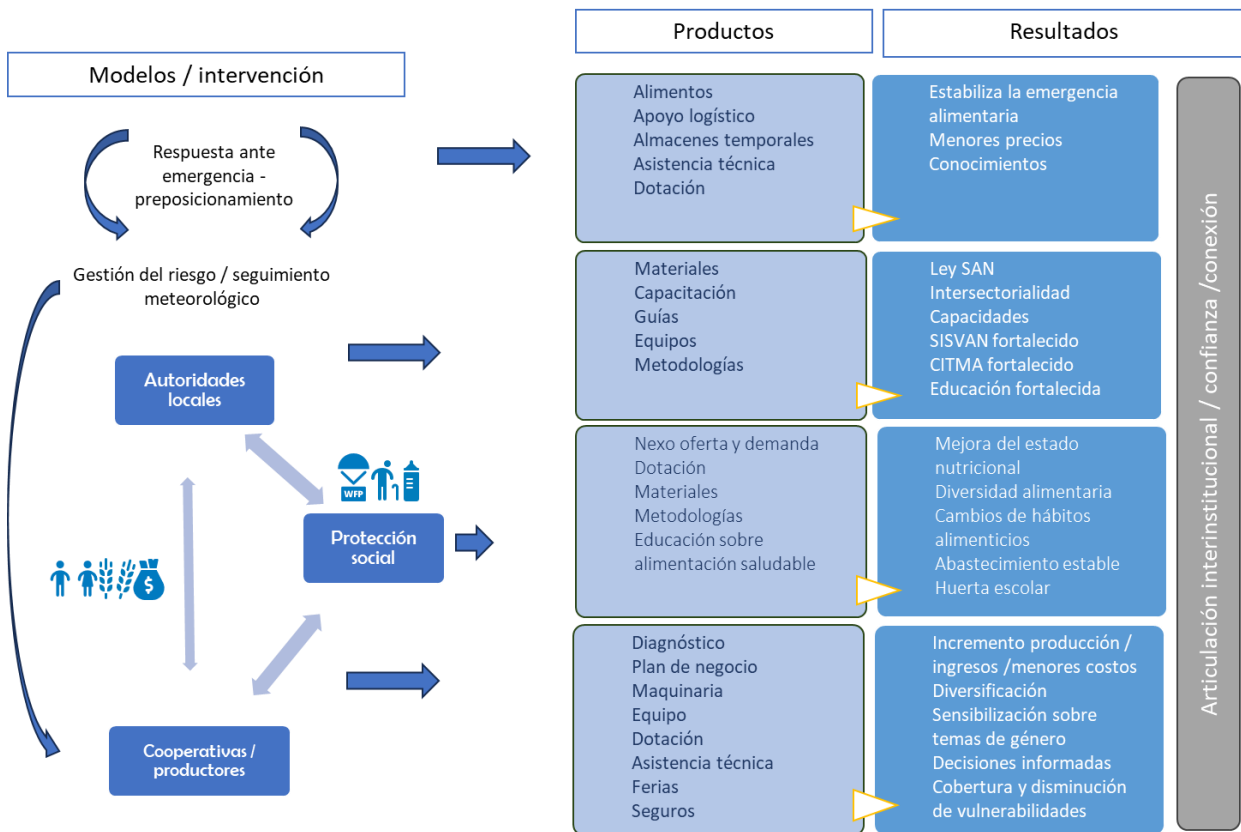 Productos
Resultados
Modelos / intervención
Respuesta ante
emergencia -
preposicionamiento
Gestión del riesgo / seguimiento
meteorológico
Autoridades
locales
WFP
Protección
social
$
Cooperativas /
productores
Alimentos
Apoyo logístico
Almacenes temporales
Asistencia técnica
Dotación
Estabiliza la emergencia
alimentaria
Menores precios
Conocimientos
Materiales
Capacitación
Guías
Equipos
Metodologías
Ley SAN
Intersectorialidad
Capacidades
SISVAN fortalecido
CITMA fortalecido
Educación fortalecida
Nexo oferta y demanda
Dotación
Materiales
Metodologías
Educación sobre
alimentación saludable
Mejora del estado
nutricional
Diversidad alimentaria
Cambios de hábitos
alimenticios
Abastecimiento estable
Huerta escolar
Diagnóstico
Plan de negocio
Maquinaria
Equipo
Dotación
Asistencia técnica
Ferias
Seguros
Incremento producción /
ingresos /menores costos
Diversificación
Sensibilización sobre
temas de género
Decisiones informadas
Cobertura y disminución
de vulnerabilidades
Articulación interinstitucional / confianza /conexión